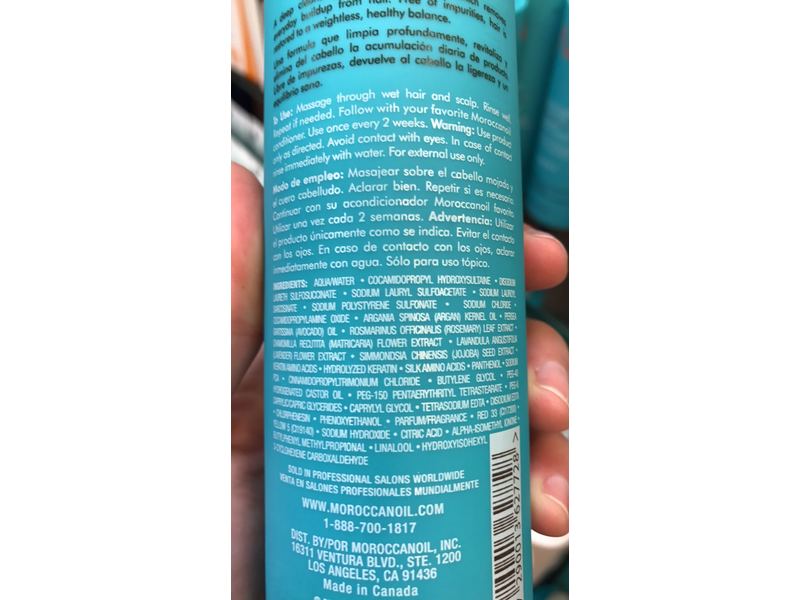 A deep
everyday buildup from hair. Free of impurities, hair is
restored to a weightless, healthy balance.
Una formula que limpia profundamente, revitaliza y
elimina del cabello la acumulación diaria de producto.
Libre de impurezas, devuelve al cabello la ligereza y un
equilibrio sano.
To Use: Massage through wet hair and scalp. Rinse well.
Repeat if needed. Follow with your favorite Moroccanoil
conditioner. Use once every 2 weeks. Warning: Use product
only as directed. Avoid contact with eyes. In case of contact
rinse immediately with water. For external use only.
Modo de empleo: Masajear sobre el cabello mojado y
el cuero cabelludo. Aclarar bien. Repetir si es necesario.
Continuar con su acondicionador Moroccanoil favorito.
Utilizar una vez cada 2 semanas. Advertencia: Utilizar
el producto únicamente como se indica. Evitar el contacto
con los ojos. En caso de contacto con los ojos, aclarar
inmediatamente con agua. Sólo para uso tópico.
INGREDIENTS: AQUA/WATER • COCAMIDOPROPYL HYDROXYSULTAINE • DISODIUM
LAURETH SULFOSUCCINATE • SODIUM LAURYL SULFOACETATE • SODIUM LAUROYL
SARCOSINATE • SODIUM POLYSTYRENE SULFONATE • SODIUM CHLORIDE •
COCAMIDOPROPYLAMINE OXIDE • ARGANIA SPINOSA (ARGAN) KERNEL OIL • PERSEA
GRATISSIMA (AVOCADO) OIL • ROSMARINUS OFFICINALIS (ROSEMARY) LEAF EXTRACT •
CHAMOMILLA RECUTITA (MATRICARIA) FLOWER EXTRACT • LAVANDULA ANGUSTIFOLIA
(LAVENDER) FLOWER EXTRACT • SIMMONDSIA CHINENSIS (JOJOBA) SEED EXTRACT •
KERATIN AMINO ACIDS • HYDROLYZED KERATIN • SILK AMINO ACIDS • PANTHENOL • SODIUM
PCA • CINNAMIDOPROPYLTRIMONIUM CHLORIDE • BUTYLENE GLYCOL • PEG-40
HYDROGENATED CASTOR OIL • PEG-150 PENTAERYTHRITYL TETRASTEARATE • PEG-6
CAPRYLIC/CAPRIC GLYCERIDES • CAPRYLYL GLYCOL • TETRASODIUM EDTA • DISODIUM EDTA
• CHLORPHENESIN • PHENOXYETHANOL • PARFUM/FRAGRANCE • RED 33 (CI17200)
YELLOW 5 (CI19140) • SODIUM HYDROXIDE • CITRIC ACID • ALPHA-ISOMETHYL IONONE •
BUTYLPHENYL METHYLPROPIONAL • LINALOOL • HYDROXYISOHEXYL
3-CYCLOHEXENE CARBOXALDEHYDE
SOLD IN PROFESSIONAL SALONS WORLDWIDE
VENTA EN SALONES PROFESIONALES MUNDIALMENTE
WWW.MOROCCANOIL.COM
1-888-700-1817
DIST. BY/POR MOROCCANOIL, INC.
16311 VENTURA BLVD., STE. 1200
LOS ANGELES, CA 91436
Made in Canada